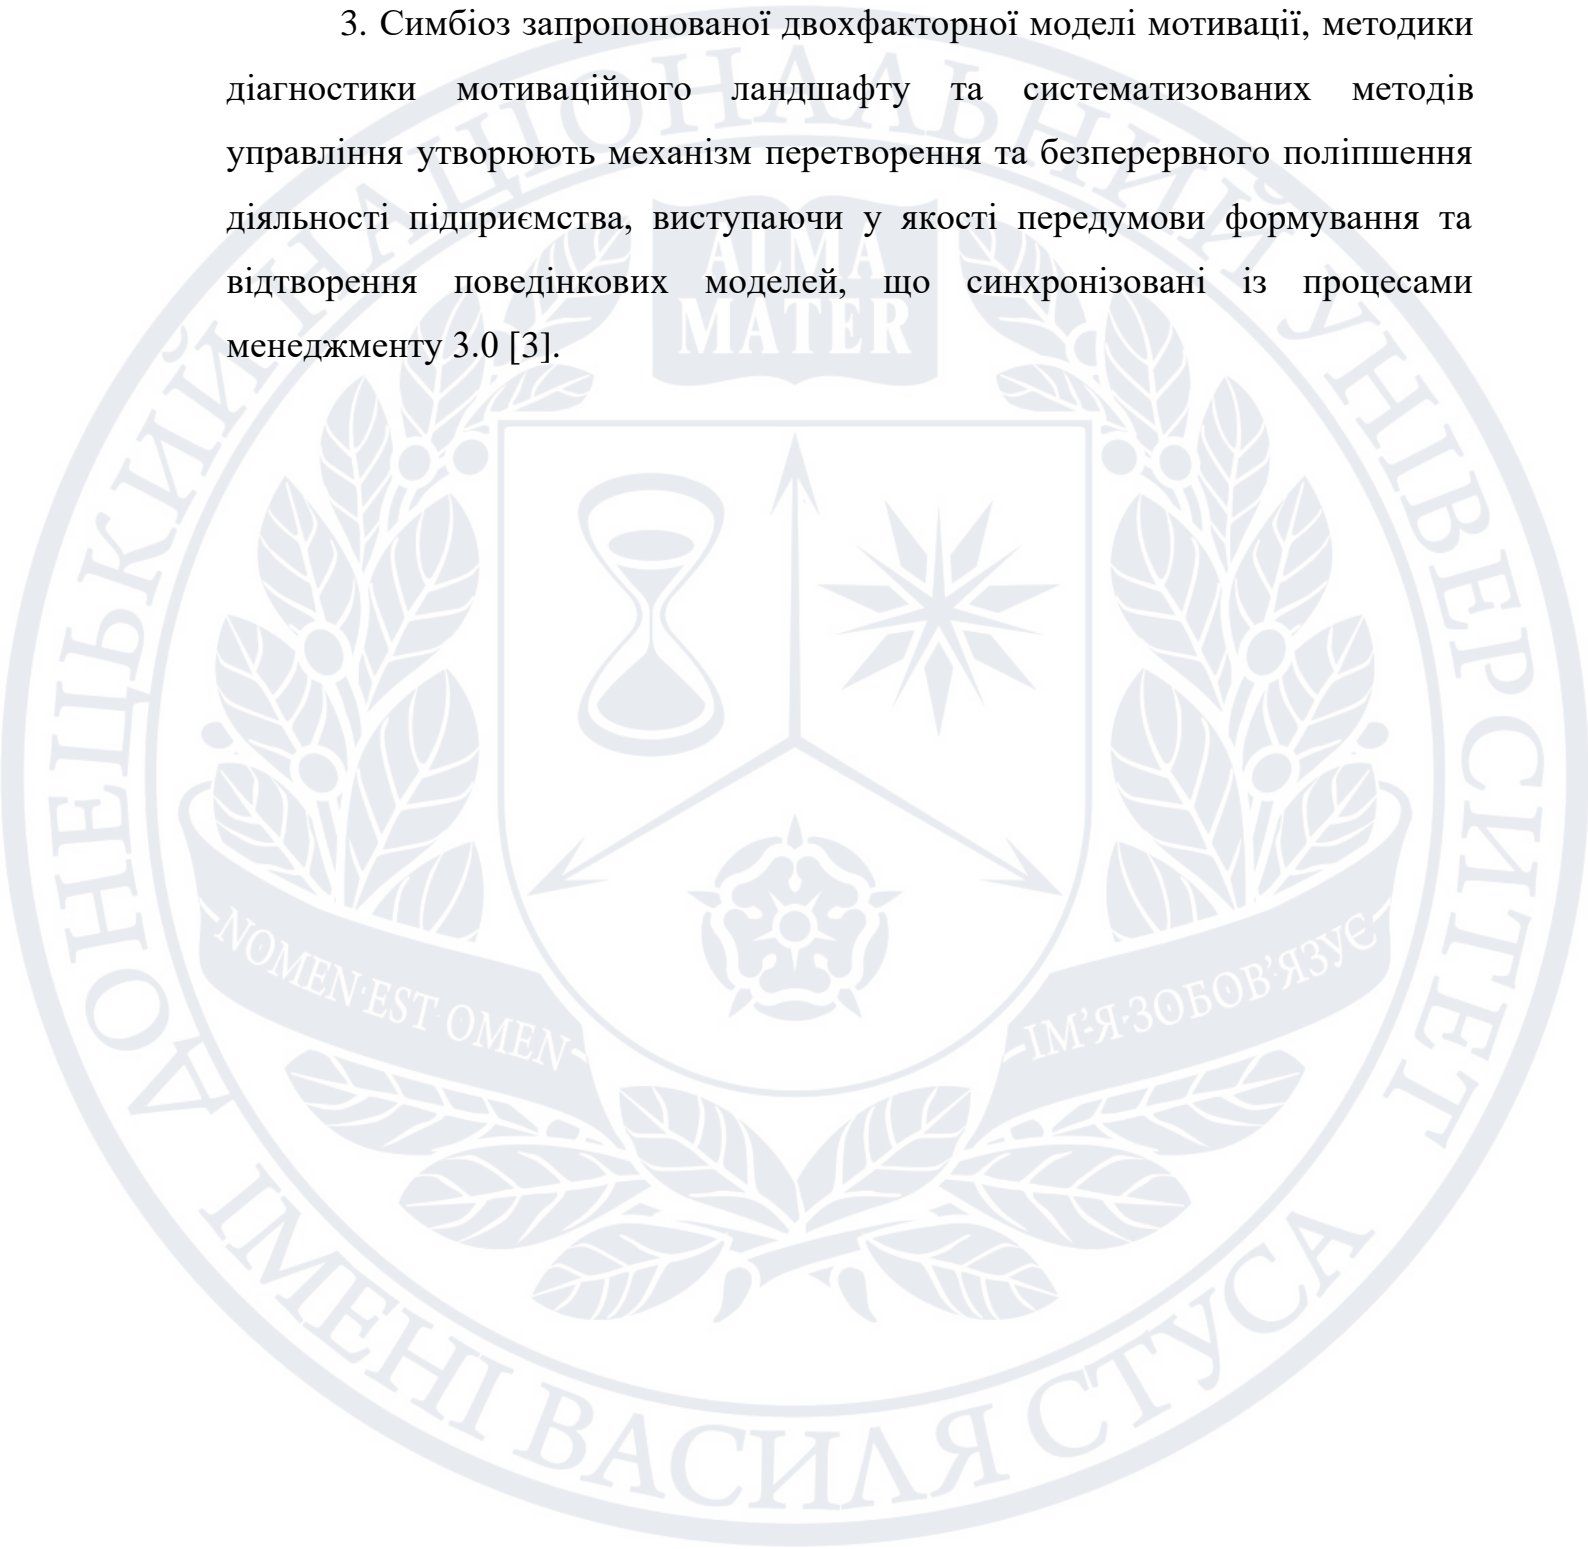 3. Симбіоз запропонованої двохфакторної моделі мотивації, методики
діагностики мотиваційного ландшафту та систематизованих методів
управління утворюють механізм перетворення та безперервного поліпшення
діяльності підприємства, виступаючи у якості передумови формування та
відтворення поведінкових моделей, що синхронізовані із процесами
менеджменту 3.0 [3].
ДОНЕЦЬКИЙ НАЦІОНАЛЬНИЙ УНІВЕРСИТЕТ
ALMA
MATER
NOMEN·EST·OMEN
ІМ'Я·ЗОБОВ'ЯЗУЄ
ІМЕНІ ВАСИЛЯ СТУСА